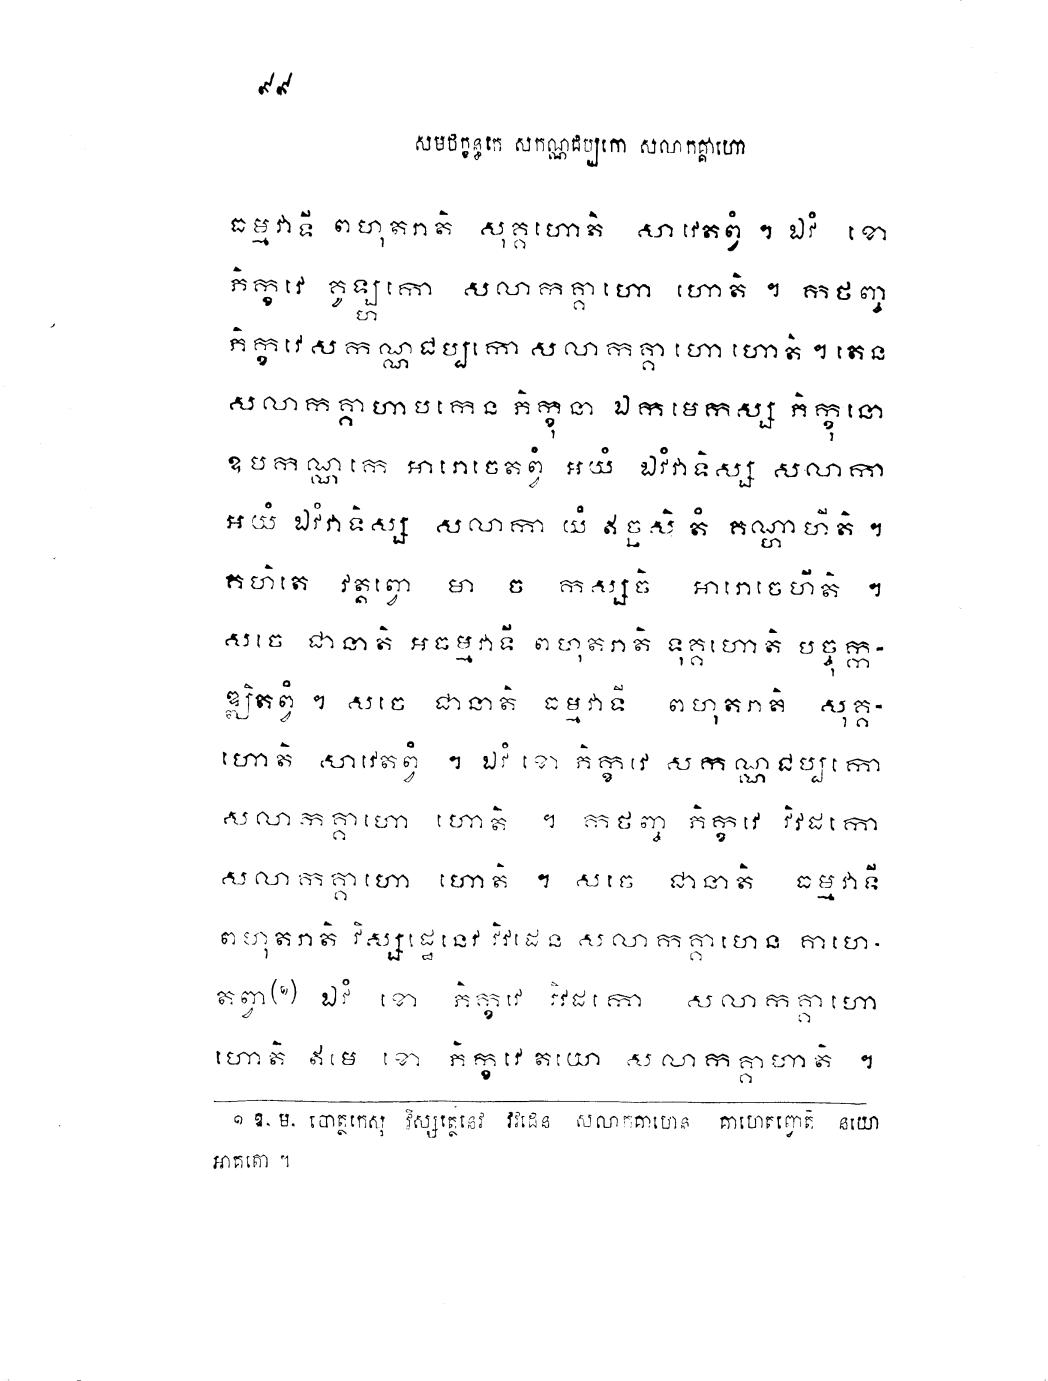 ៩៩
សមថក្ខន្ធកេ សកណ្ណជប្បកោ សលាកគ្គាហោ
ធម្មវាទី ពហុតរាតិ សុគ្គហោតិ សាវេតព្វំ ។ ឯវំ ខោ
ភិក្ខវេ គូឡ្ហកោ សលាកគ្គាហោ ហោតិ ។ កថញ្ច
ភិក្ខវេ សកណ្ណជប្បកោ សលាកគ្គាហោ ហោតិ ។ តេន
សលាកគ្គាហាបកេន ភិក្ខុនា ឯកមេកស្ស ភិក្ខុនោ
ឧបកណ្ណកេ អារោចេតព្វំ អយំ ឯវំវាទិស្ស សលាកា
អយំ ឯវំវាទិស្ស សលាកា យំ ឥច្ឆសិ តំ គណ្ហាហីតិ ។
គហិតេ វត្តព្វោ មា ច កស្សចិ អារោចេហីតិ ។
សចេ ជានាតិ អធម្មវាទី ពហុតរាតិ ទុគ្គហោតិ បច្ចុក្ក-
ឌ្ឍិតព្វំ ។ សចេ ជានាតិ ធម្មវាទី ពហុតរាតិ សុគ្គ-
ហោតិ សាវេតព្វំ ។ ឯវំ ខោ ភិក្ខវេ សកណ្ណជប្បកោ
សលាកគ្គាហោ ហោតិ ។ កថញ្ច ភិក្ខវេ វិវដកោ
សលាកគ្គាហោ ហោតិ ។ សចេ ជានាតិ ធម្មវាទី
ពហុតរាតិ វិស្សដ្ឋេនេវ វិវដេន សលាកគ្គាហេន គាហេ-
តព្វា(១) ឯវំ ខោ ភិក្ខវេ វិវដកោ សលាកគ្គាហោ
ហោតិ ឥមេ ខោ ភិក្ខវេ តយោ សលាកគ្គាហាតិ ។
១ ឧ. ម. បោត្ថកេសុ វិស្សត្ថេនេវ វិវដេន សលាកគាហេន គាហេតព្វោតិ នយោ
អាគតោ ។